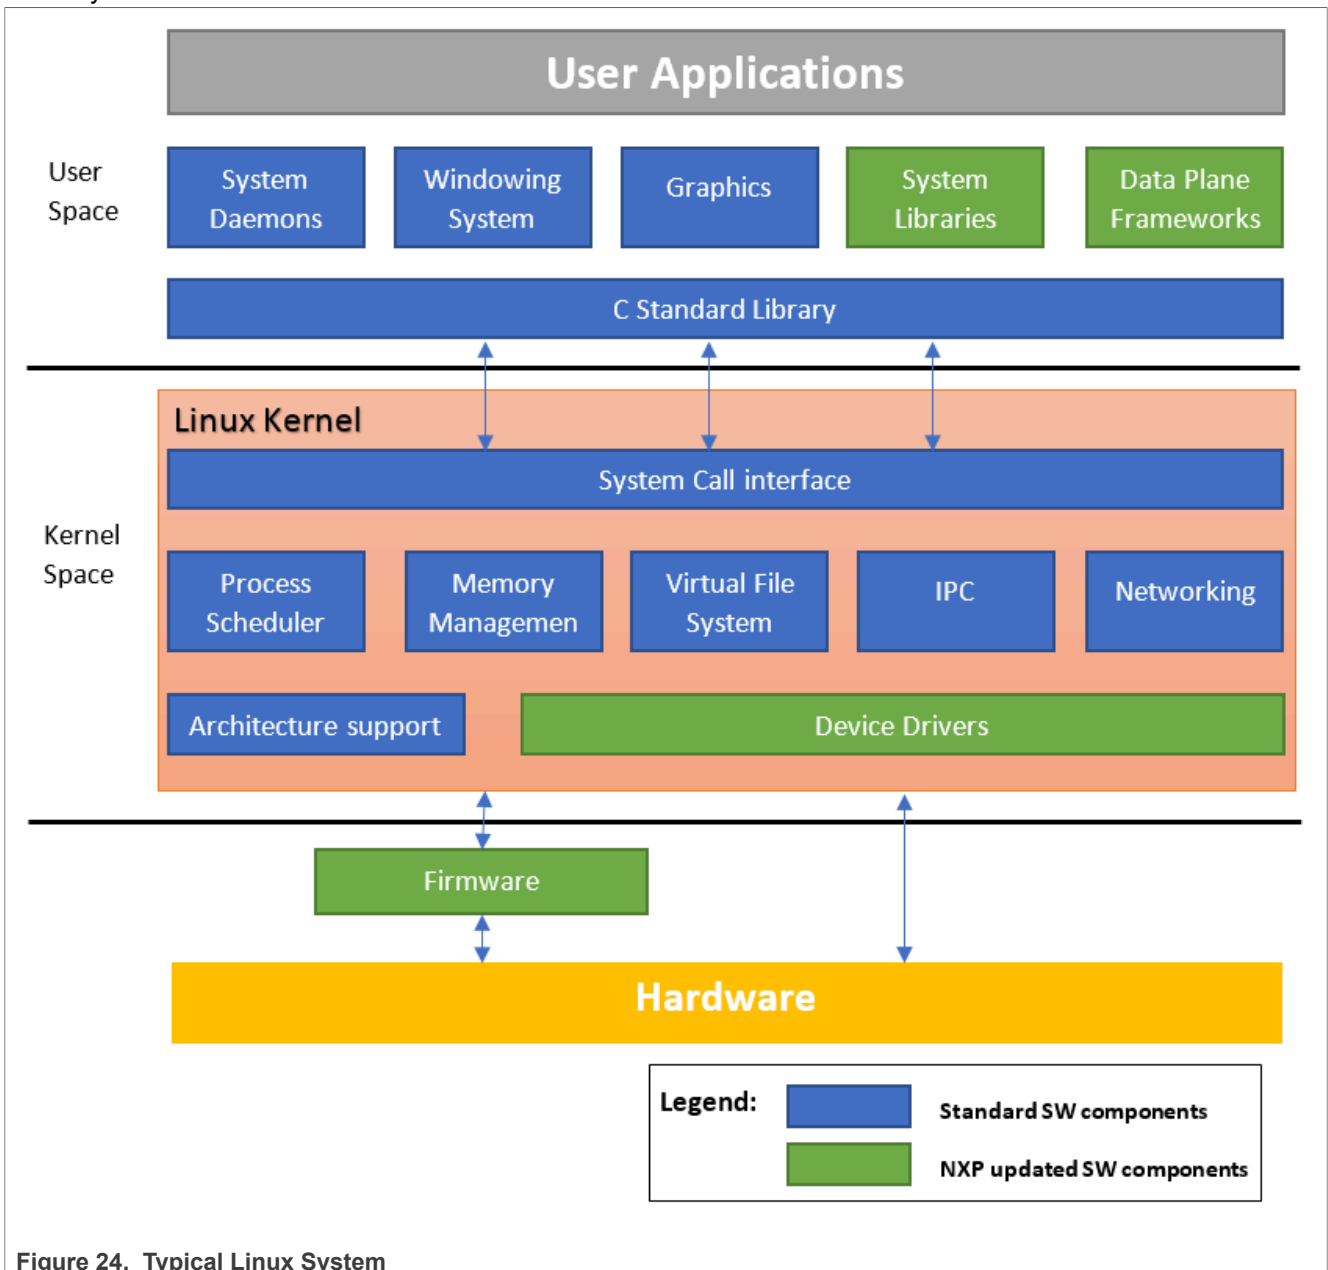 User Applications
User
Space
System
Daemons
Windowing
System
Graphics
System
Libraries
Data Plane
Frameworks
C Standard Library
Linux Kernel
System Call interface
Kernel
Space
Process
Scheduler
Memory
Managemen
Virtual File
System
IPC
Networking
Architecture support
Device Drivers
Firmware
Hardware
Legend:
Standard SW components
NXP updated SW components
Figure 24. Typical Linux System